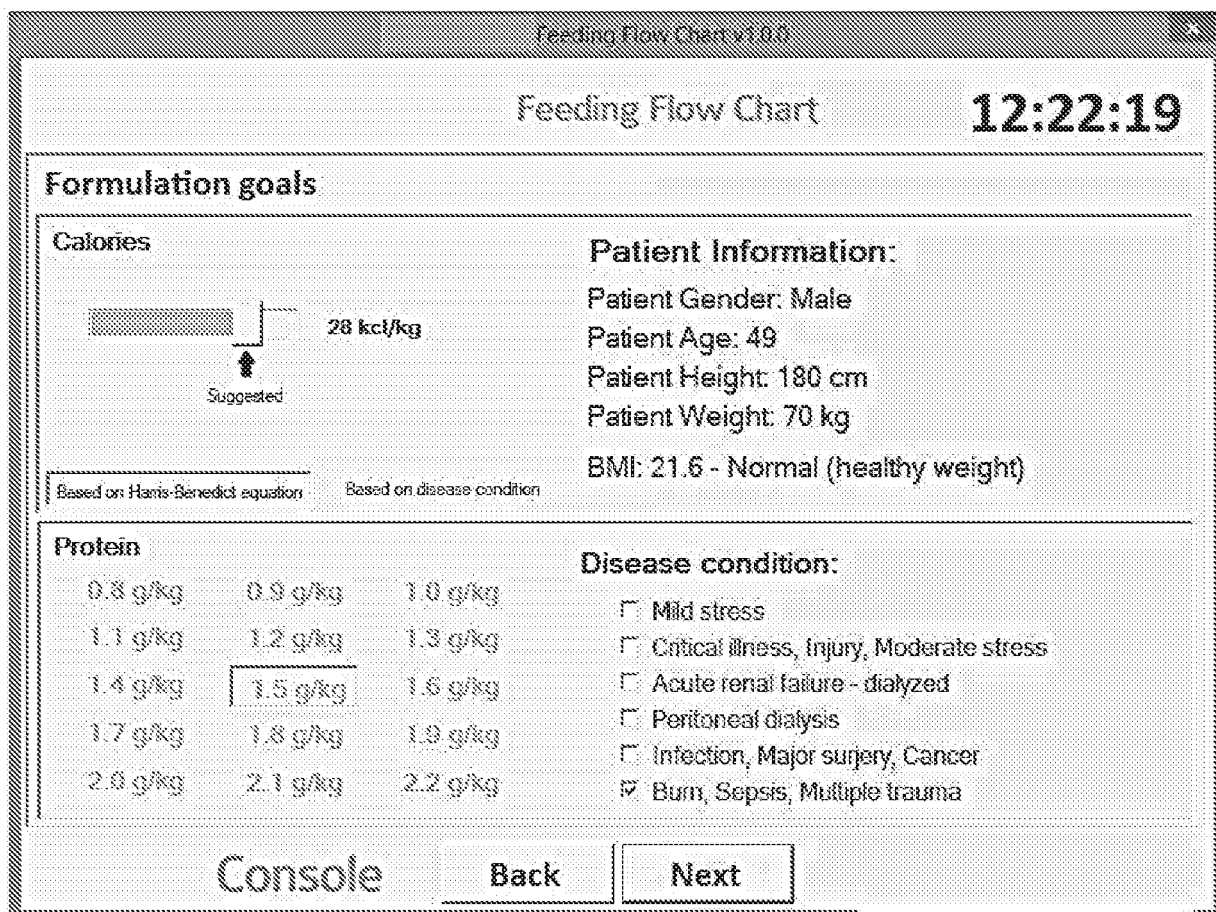 Feeding Flow Chart v1.0.0
Feeding Flow Chart
12:22:19
Formulation goals
Calories
28 kcl/kg
Suggested
Based on Harris-Benedict equation
Based on disease condition
Patient Information:
Patient Gender: Male
Patient Age: 49
Patient Height: 180 cm
Patient Weight: 70 kg
BMI: 21.6 - Normal (healthy weight)
Protein
0.8 g/kg 0.9 g/kg 1.0 g/kg
1.1 g/kg 1.2 g/kg 1.3 g/kg
1.4 g/kg 1.5 g/kg 1.6 g/kg
1.7 g/kg 1.8 g/kg 1.9 g/kg
2.0 g/kg 2.1 g/kg 2.2 g/kg
Disease condition:
Mild stress
Critical illness, Injury, Moderate stress
Acute renal failure - dialyzed
Peritoneal dialysis
Infection, Major surjery, Cancer
Burn, Sepsis, Multiple trauma
Console
Back
Next